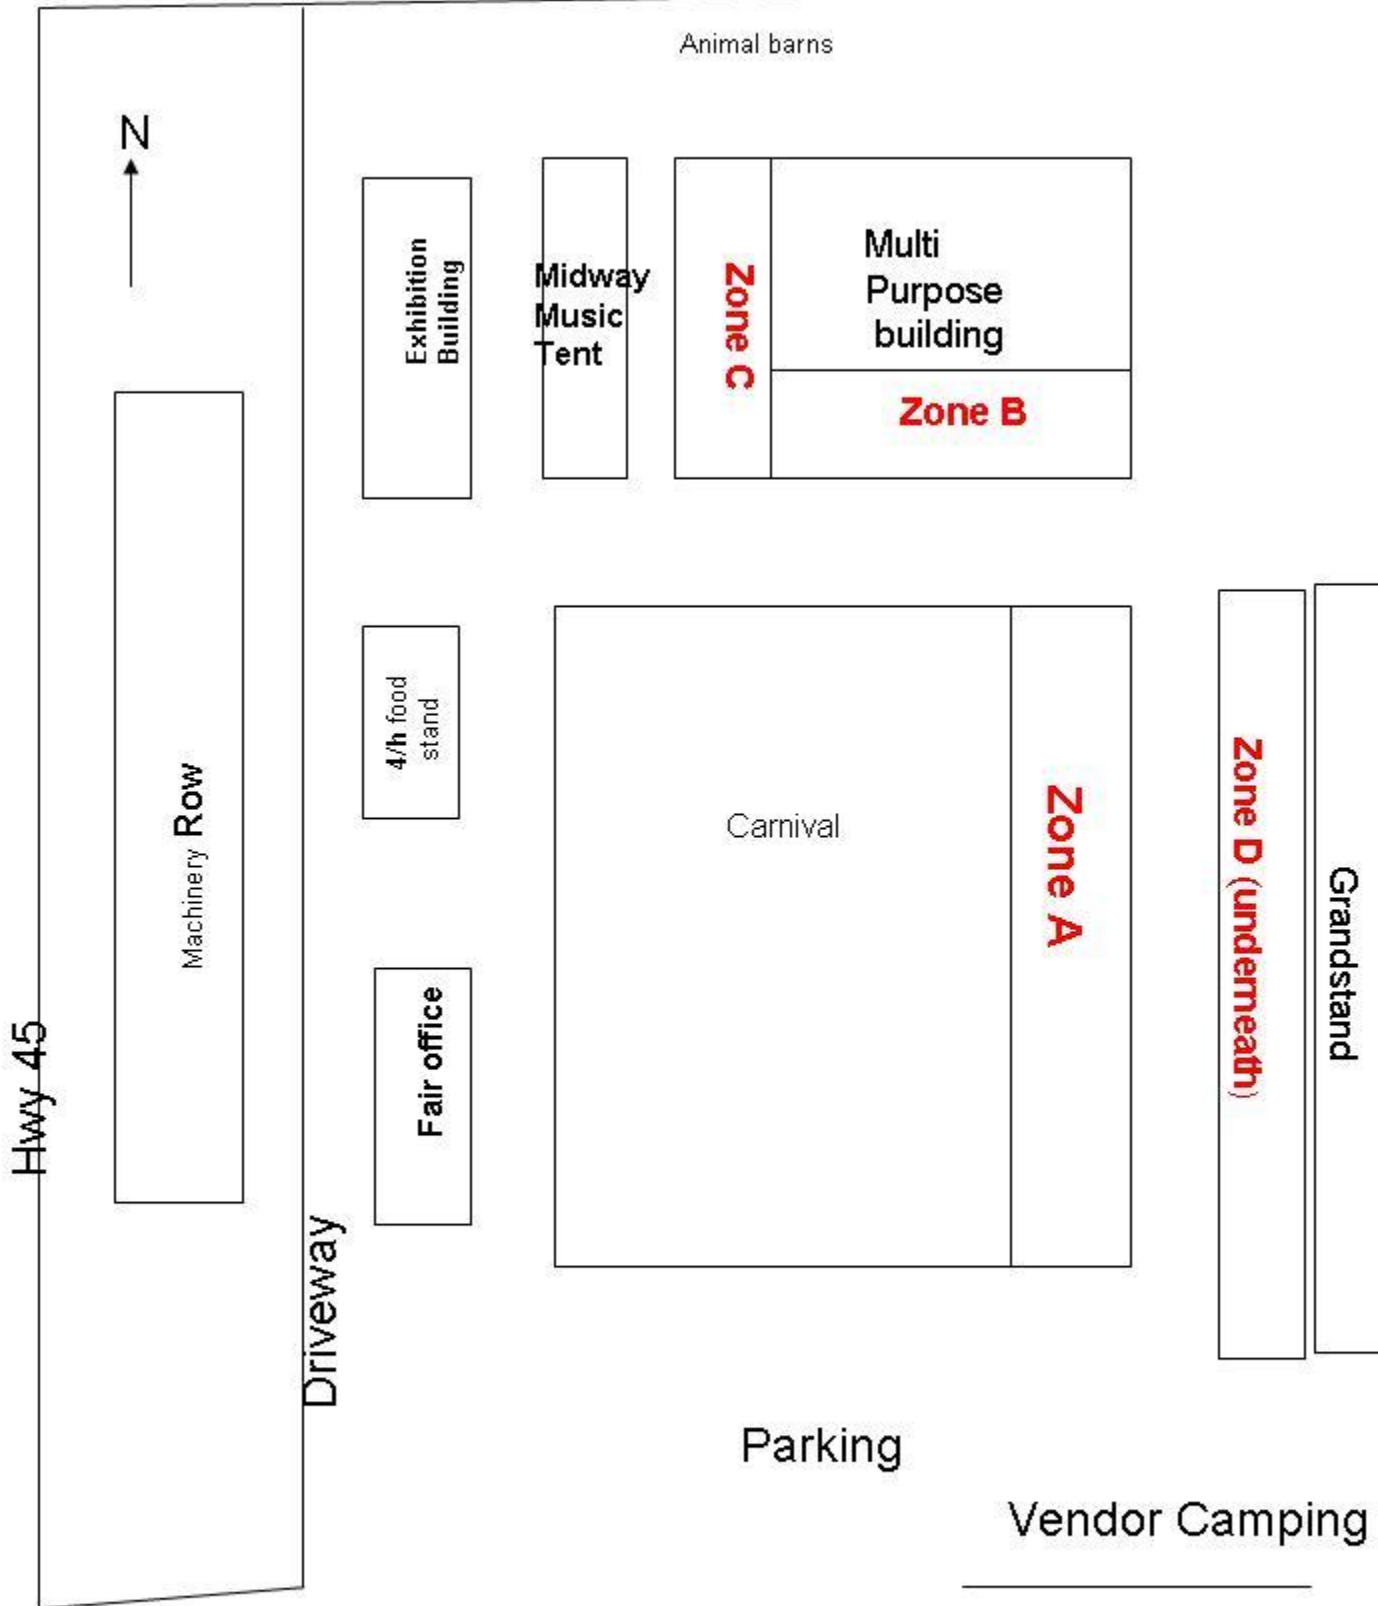 Animal barns
N
Exhibition
Building
Midway
Music
Tent
Zone C
Multi
Purpose
building
Zone B
4/h food
stand
Machinery Row
Carnival
Zone A
Zone D (underneath)
Grandstand
Fair office
Hwy 45
Driveway
Parking
Vendor Camping